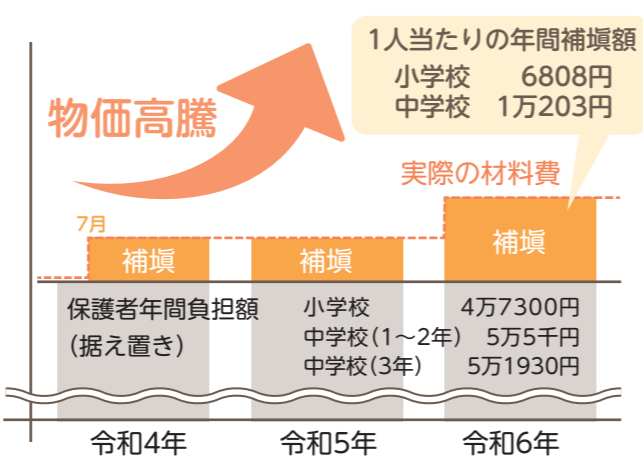 1人当たりの年間補塡額
小学校 6808円
中学校 1万203円
物価高騰
実際の材料費
7月
補塡
補塡
補塡
保護者年間負担額
(据え置き)
小学校 4万7300円
中学校(1～2年) 5万5千円
中学校(3年) 5万1930円
令和4年 令和5年 令和6年